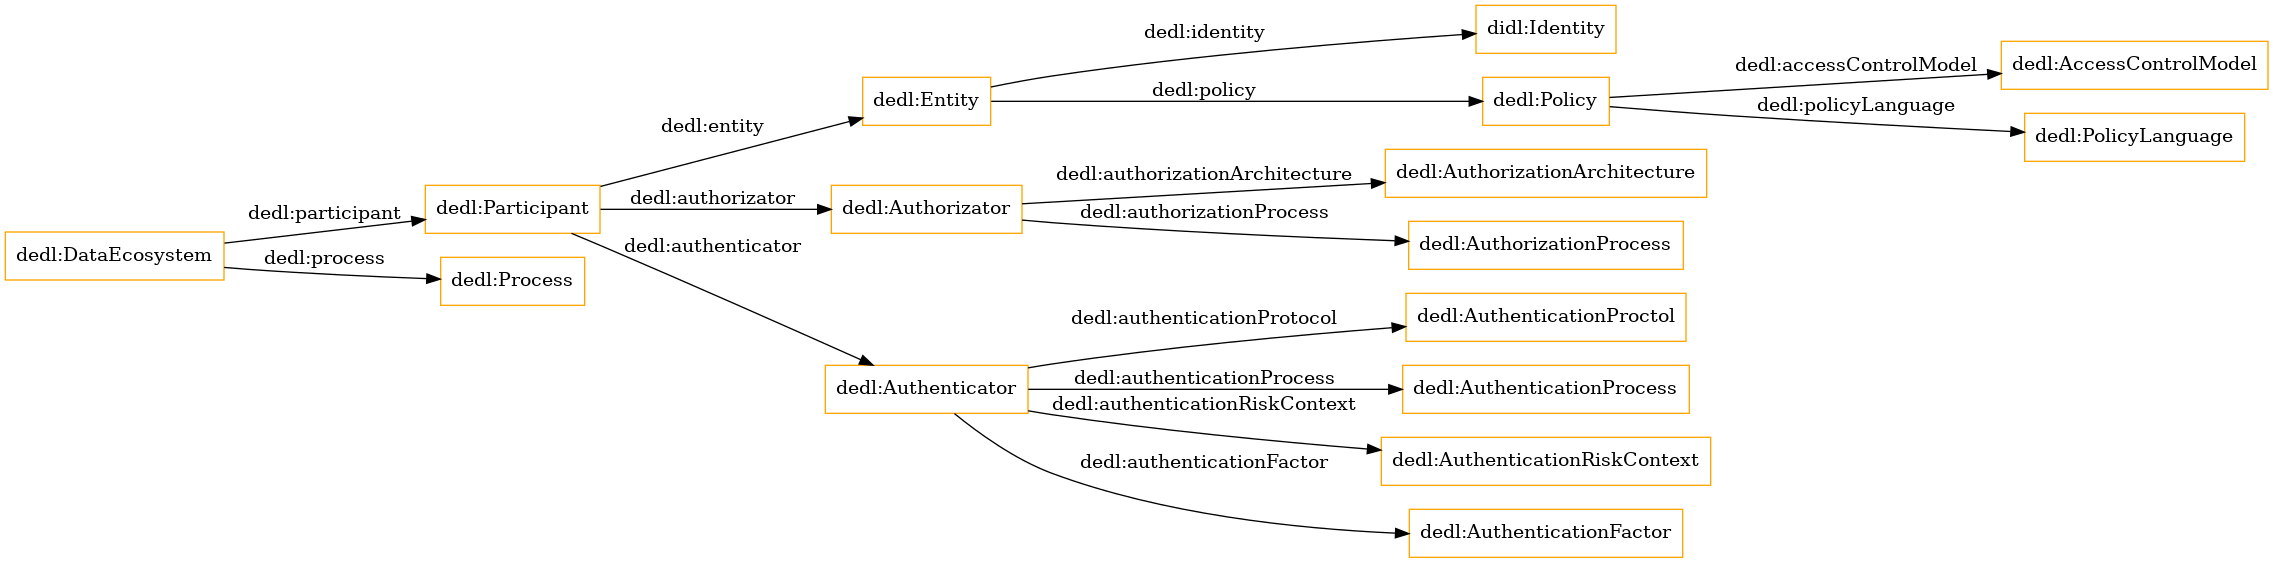 dedl:identity
didl:Identity
dedl:accessControlModel
dedl:AccessControlModel
dedl:Entity
dedl:policy
dedl:Policy
dedl:policyLanguage
dedl:PolicyLanguage
dedl:entity
dedl:authorizationArchitecture
dedl:AuthorizationArchitecture
dedl:participant
dedl:Participant
dedl:authorizator
dedl:Authorizator
dedl:authorizationProcess
dedl:AuthorizationProcess
dedl:DataEcosystem
dedl:process
dedl:Process
dedl:authenticator
dedl:authenticationProtocol
dedl:AuthenticationProctol
dedl:Authenticator
dedl:authenticationProcess
dedl:AuthenticationProcess
dedl:authenticationRiskContext
dedl:AuthenticationRiskContext
dedl:authenticationFactor
dedl:AuthenticationFactor